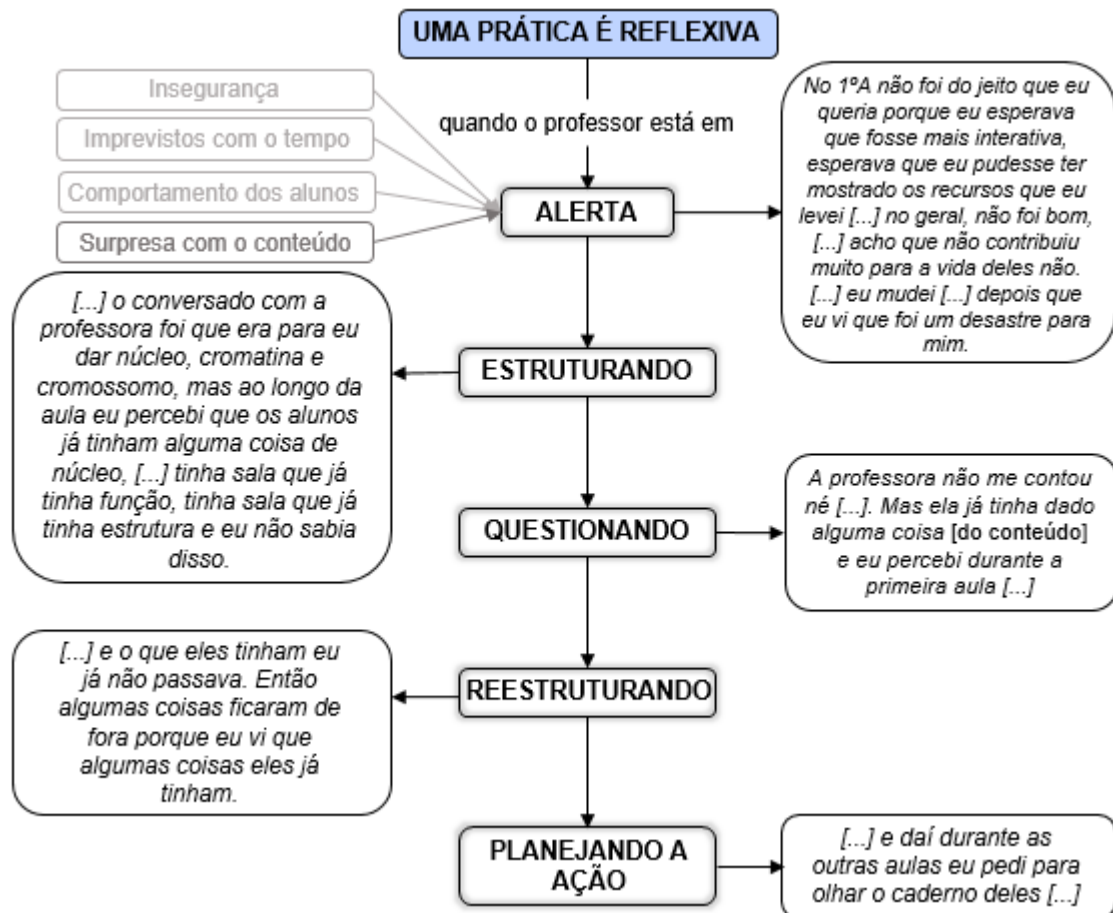 UMA PRÁTICA É REFLEXIVA
quando o professor está em
Insegurança
Imprevistos com o tempo
Comportamento dos alunos
Surpresa com o conteúdo
ALERTA
No 1ºA não foi do jeito que eu
queria porque eu esperava
que fosse mais interativa,
esperava que eu pudesse ter
mostrado os recursos que eu
levei [...] no geral, não foi bom,
[...] acho que não contribuiu
muito para a vida deles não.
[...] eu mudei [...] depois que
eu vi que foi um desastre para
mim.
ESTRUTURANDO
[...] o conversado com a
professora foi que era para eu
dar núcleo, cromatina e
cromossomo, mas ao longo da
aula eu percebi que os alunos
já tinham alguma coisa de
núcleo, [...] tinha sala que já
tinha função, tinha sala que já
tinha estrutura e eu não sabia
disso.
QUESTIONANDO
A professora não me contou
né [...]. Mas ela já tinha dado
alguma coisa [do conteúdo]
e eu percebi durante a
primeira aula [...]
REESTRUTURANDO
[...] e o que eles tinham eu
já não passava. Então
algumas coisas ficaram de
fora porque eu vi que
algumas coisas eles já
tinham.
PLANEJANDO A
AÇÃO
[...] e daí durante as
outras aulas eu pedi para
olhar o caderno deles [...]